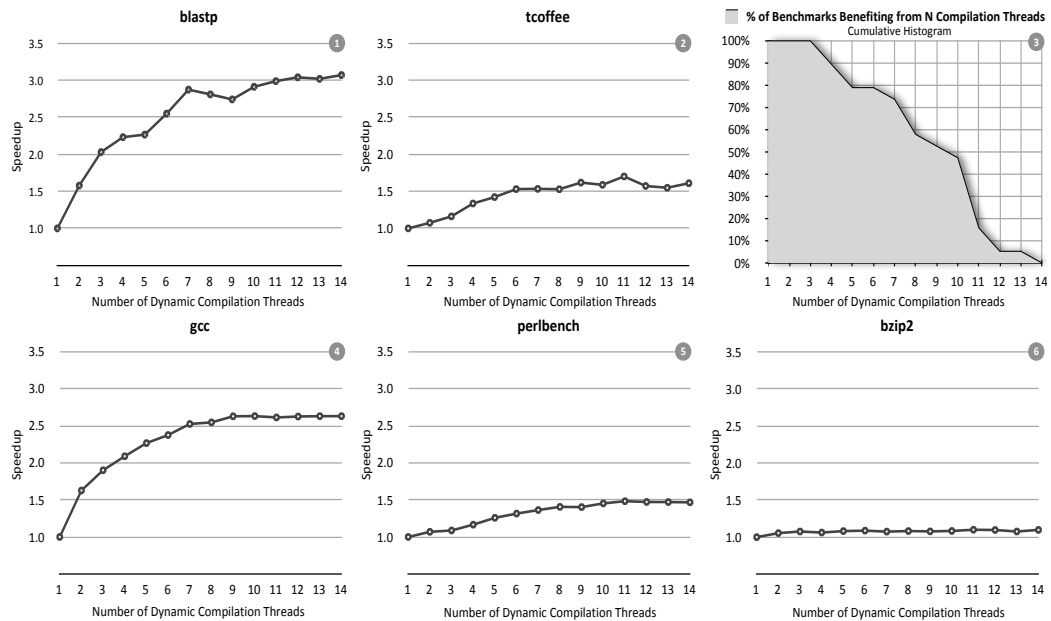 blastp
1
3.5
3.0
2.5
2.0
1.5
1.0
Speedup
1 2 3 4 5 6 7 8 9 10 11 12 13 14
Number of Dynamic Compilation Threads
tcoffee
2
3.5
3.0
2.5
2.0
1.5
1.0
Speedup
1 2 3 4 5 6 7 8 9 10 11 12 13 14
Number of Dynamic Compilation Threads
% of Benchmarks Benefiting from N Compilation Threads
Cumulative Histogram
3
100%
90%
80%
70%
60%
50%
40%
30%
20%
10%
0%
1 2 3 4 5 6 7 8 9 10 11 12 13 14
Number of Dynamic Compilation Threads
gcc
4
3.5
3.0
2.5
2.0
1.5
1.0
Speedup
1 2 3 4 5 6 7 8 9 10 11 12 13 14
Number of Dynamic Compilation Threads
perlbench
5
3.5
3.0
2.5
2.0
1.5
1.0
Speedup
1 2 3 4 5 6 7 8 9 10 11 12 13 14
Number of Dynamic Compilation Threads
bzip2
6
3.5
3.0
2.5
2.0
1.5
1.0
Speedup
1 2 3 4 5 6 7 8 9 10 11 12 13 14
Number of Dynamic Compilation Threads